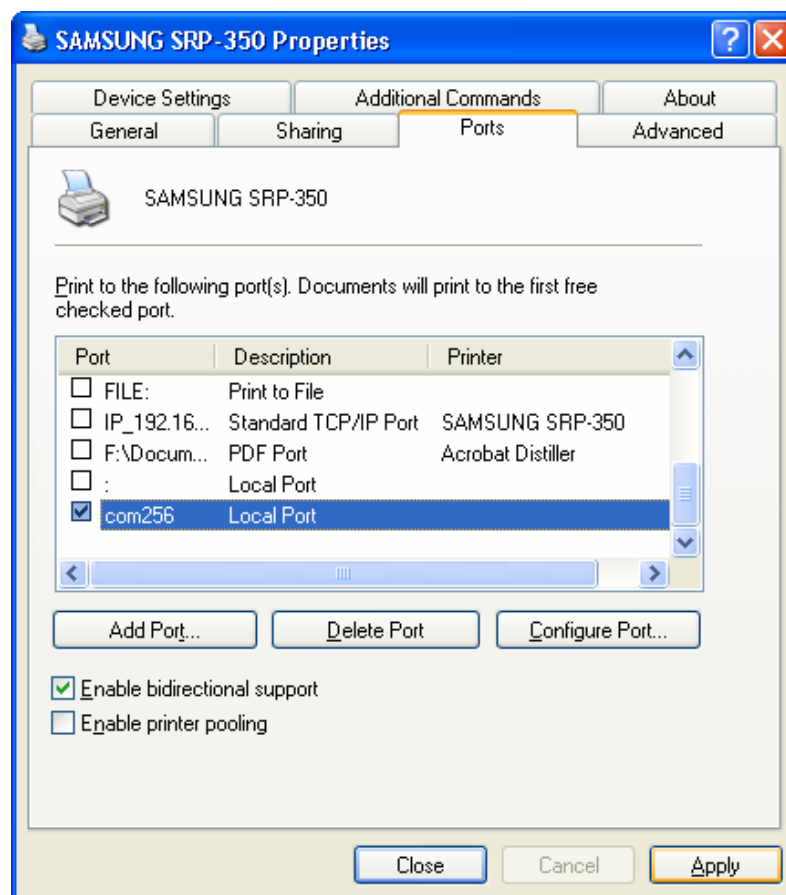 SAMSUNG SRP-350 Properties
Device Settings Additional Commands About
General Sharing Ports Advanced
SAMSUNG SRP-350
Print to the following port(s). Documents will print to the first free
checked port.
Port Description Printer
FILE: Print to File
IP_192.16... Standard TCP/IP Port SAMSUNG SRP-350
F:\Docum... PDF Port Acrobat Distiller
: Local Port
com256 Local Port
Add Port... Delete Port Configure Port...
Enable bidirectional support
Enable printer pooling
Close Cancel Apply